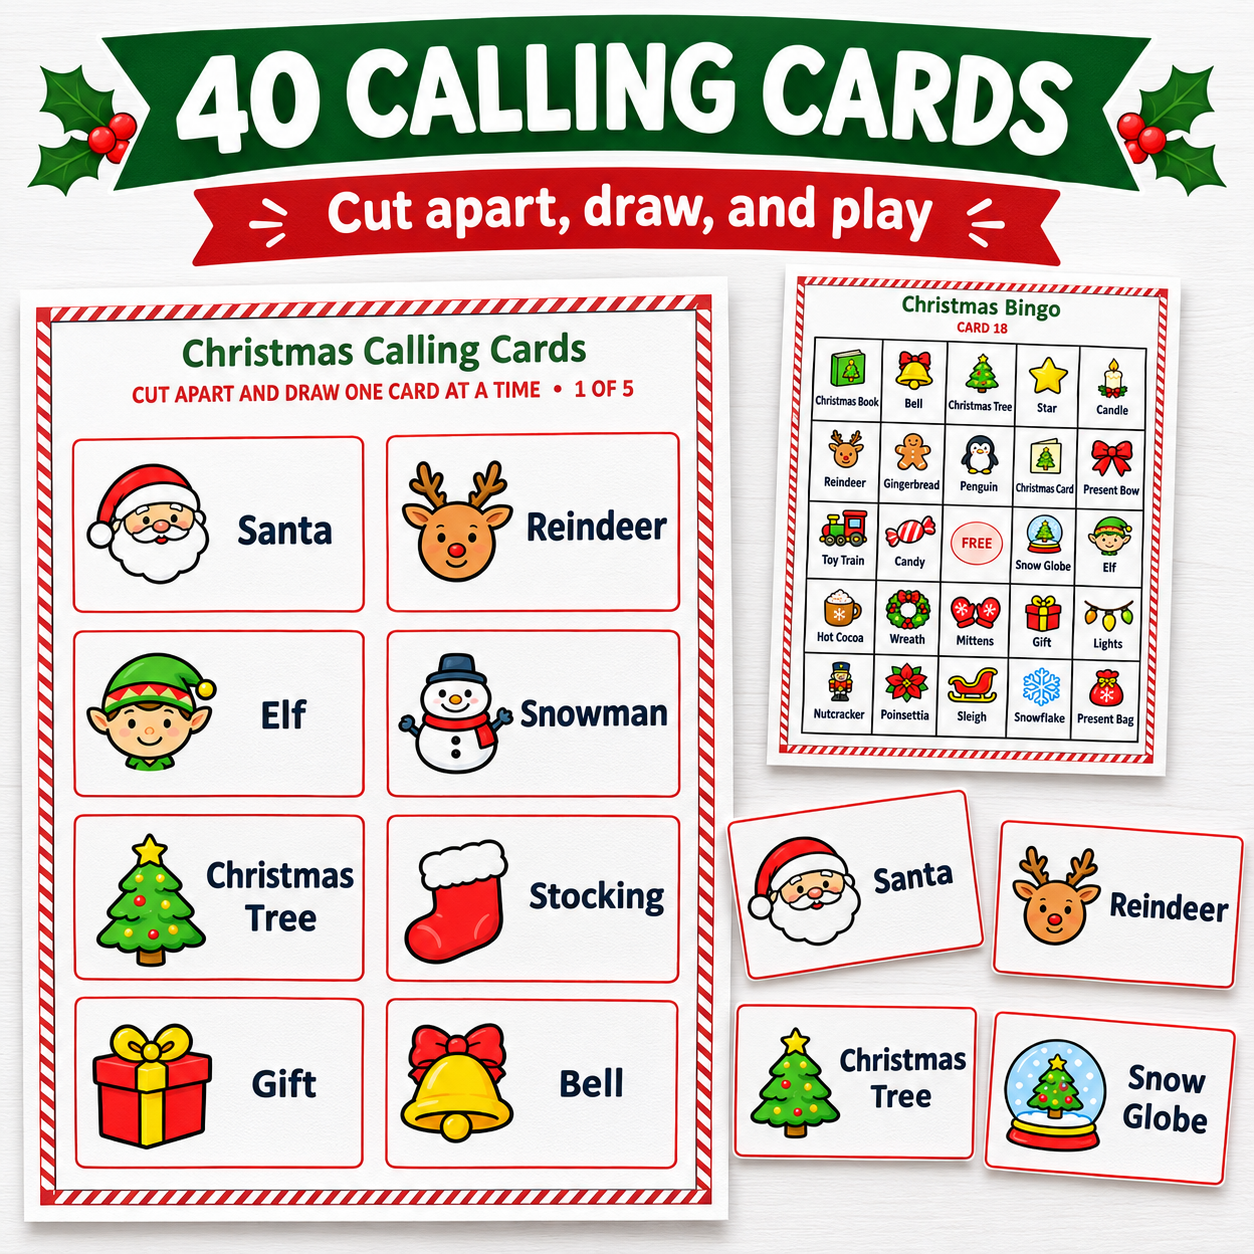 40 CALLING CARDS
Cut apart, draw, and play
Christmas Calling Cards
CUT APART AND DRAW ONE CARD AT A TIME • 1 OF 5
Santa
Reindeer
Elf
Snowman
Christmas
Tree
Stocking
Gift
Bell
Christmas Bingo
CARD 18
Christmas Book
Bell
Christmas Tree
Star
Candle
Reindeer
Gingerbread
Penguin
Christmas Card
Present Bow
Toy Train
Candy
FREE
Snow Globe
Elf
Hot Cocoa
Wreath
Mittens
Gift
Lights
Nutcracker
Poinsettia
Sleigh
Snowflake
Present Bag
Santa
Reindeer
Christmas
Tree
Snow
Globe